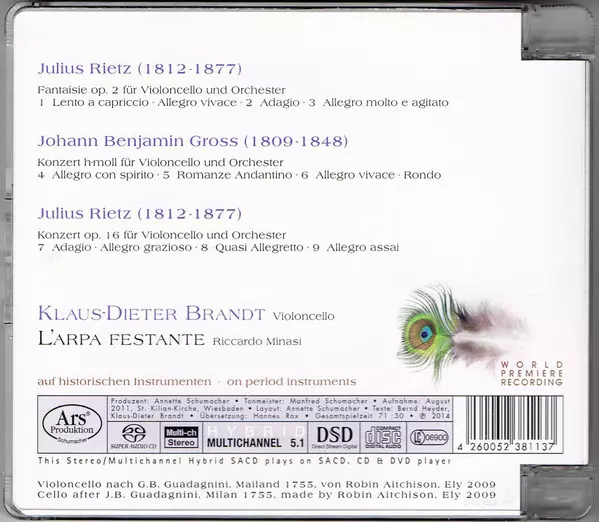 Julius Rietz (1812-1877)
Fantaisie op. 2 für Violoncello und Orchester
1 Lento a capriccio · Allegro vivace · 2 Adagio · 3 Allegro molto e agitato
Johann Benjamin Gross (1809-1848)
Konzert h-moll für Violoncello und Orchester
4 Allegro con spirito · 5 Romanze Andantino · 6 Allegro vivace · Rondo
Julius Rietz (1812-1877)
Konzert op. 16 für Violoncello und Orchester
7 Adagio · Allegro grazioso · 8 Quasi Allegretto · 9 Allegro assai
KLAUS-DIETER BRANDT Violoncello
L'ARPA FESTANTE Riccardo Minasi
WORLD
PREMIERE
RECORDING
auf historischen Instrumenten · on period instruments
Ars
Produktion
Schumacher
Produzent: Annette Schumacher • Tonmeister: Manfred Schumacher • Aufnahme: August
2011, St. Kilian-Kirche, Wiesbaden • Layout: Annette Schumacher • Texte: Bernd Heyder,
Klaus-Dieter Brandt • Übersetzung: Hannes Rox • Gesamtspielzeit 71:30 • ℗ 2014
SUPER AUDIO CD
Multi-ch
Stereo
HYBRID
MULTICHANNEL 5.1
DSD
Direct Stream Digital
COMPACT
disc
DIGITAL AUDIO
LC 06900
4 260052 381137
This Stereo/Multichannel Hybrid SACD plays on SACD, CD & DVD player
Violoncello nach G.B. Guadagnini, Mailand 1755, von Robin Aitchison, Ely 2009
Cello after J.B. Guadagnini, Milan 1755, made by Robin Aitchison, Ely 2009